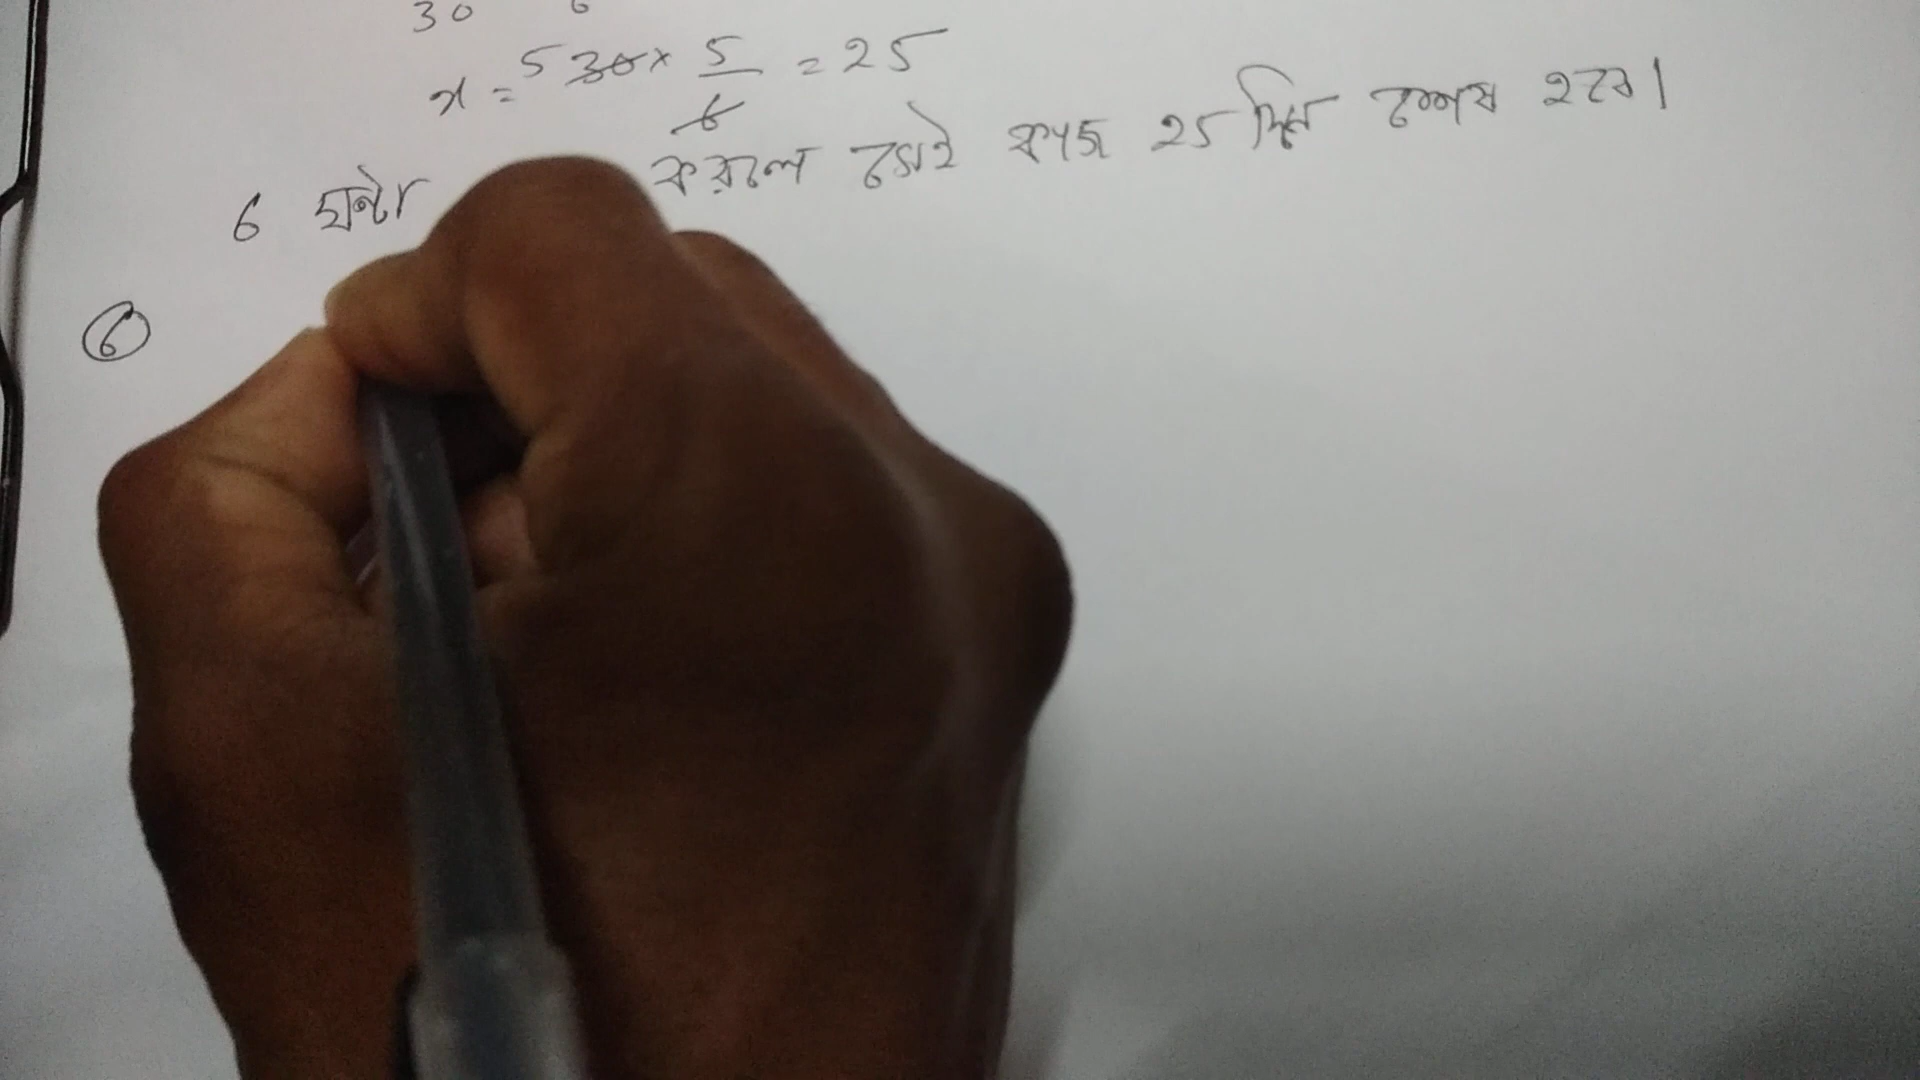 30 6
x = 5 30 × 5/6 = 25
6 ঘন্টা করলে সেই কাজ 25 দিনে শেষ হবে।
6